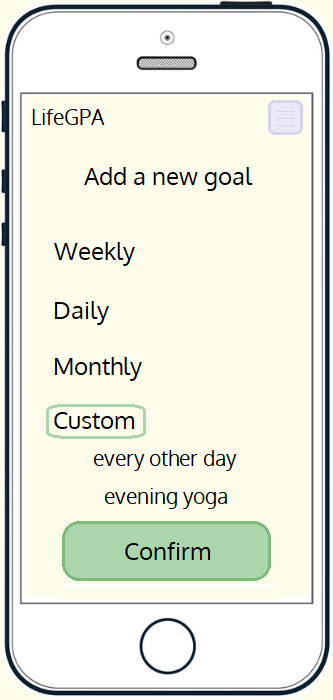 LifeGPA
Add a new goal
Weekly
Daily
Monthly
Custom
every other day
evening yoga
Confirm